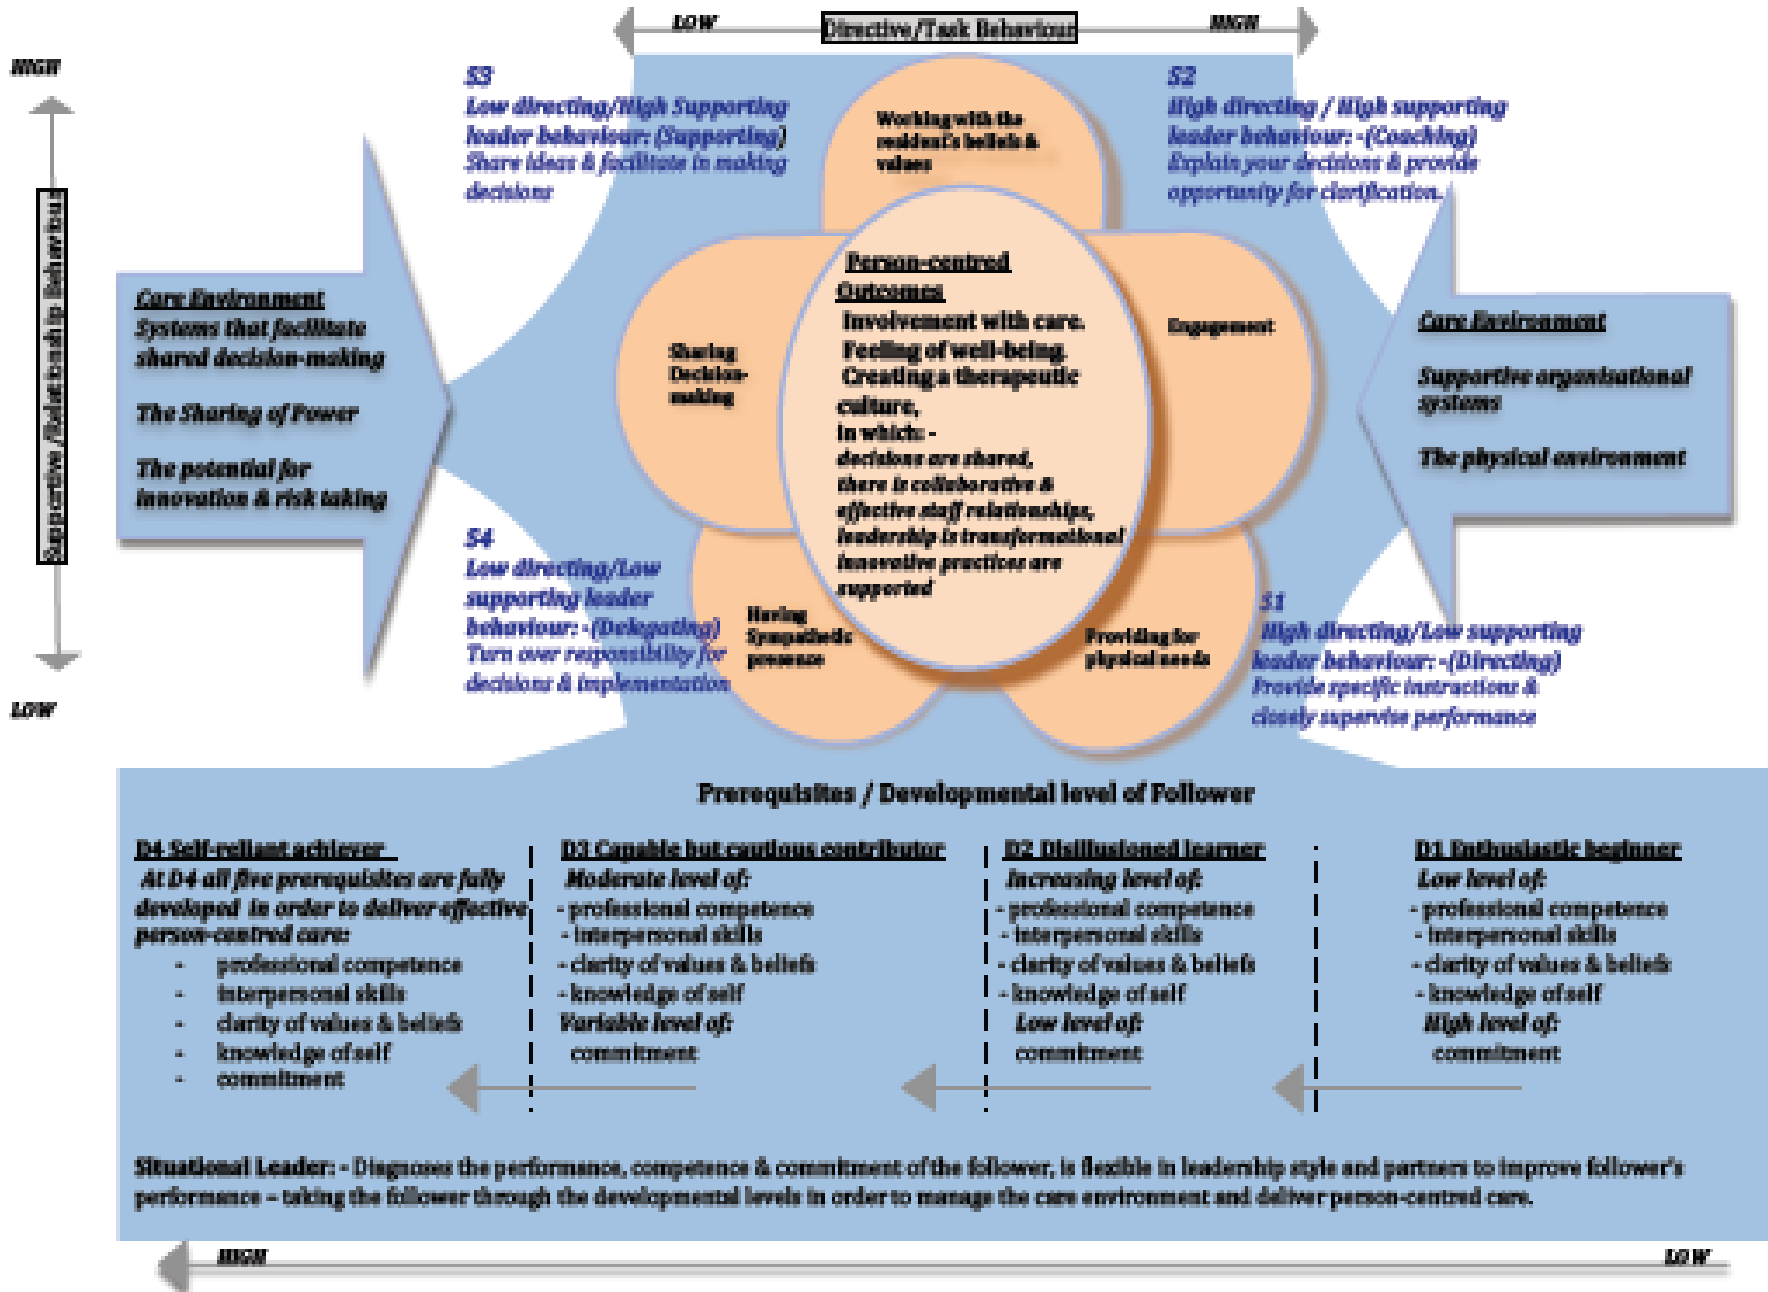 LOW
Directive/Task Behaviour
HIGH
HIGH
Supportive /Relationship Behaviour
LOW
S3
Low directing/High Supporting
leader behaviour: (Supporting)
Share ideas & facilitate in making
decisions
S2
High directing / High supporting
leader behaviour: -(Coaching)
Explain your decisions & provide
opportunity for clarification.
Working with the
resident's beliefs &
values
Care Environment
Systems that facilitate
shared decision-making
The Sharing of Power
The potential for
innovation & risk taking
Sharing
Decision-
making
Person-centred
Outcomes
Involvement with care.
Feeling of well-being.
Creating a therapeutic
culture,
in which: -
decisions are shared,
there is collaborative &
effective staff relationships,
leadership is transformational
innovative practices are
supported
Engagement
Care Environment
Supportive organisational
systems
The physical environment
S4
Low directing/Low
supporting leader
behaviour: -(Delegating)
Turn over responsibility for
decisions & implementation
Having
Sympathetic
presence
Providing for
physical needs
S1
High directing/Low supporting
leader behaviour: -(Directing)
Provide specific instructions &
closely supervise performance
Prerequisites / Developmental level of Follower
D4 Self-reliant achiever
At D4 all five prerequisites are fully
developed in order to deliver effective
person-centred care:
- professional competence
- interpersonal skills
- clarity of values & beliefs
- knowledge of self
- commitment
D3 Capable but cautious contributor
Moderate level of:
- professional competence
- interpersonal skills
- clarity of values & beliefs
- knowledge of self
Variable level of:
commitment
D2 Disillusioned learner
Increasing level of:
- professional competence
- interpersonal skills
- clarity of values & beliefs
- knowledge of self
Low level of:
commitment
D1 Enthusiastic beginner
Low level of:
- professional competence
- interpersonal skills
- clarity of values & beliefs
- knowledge of self
High level of:
commitment
Situational Leader: - Diagnoses the performance, competence & commitment of the follower, is flexible in leadership style and partners to improve follower's
performance – taking the follower through the developmental levels in order to manage the care environment and deliver person-centred care.
HIGH
LOW